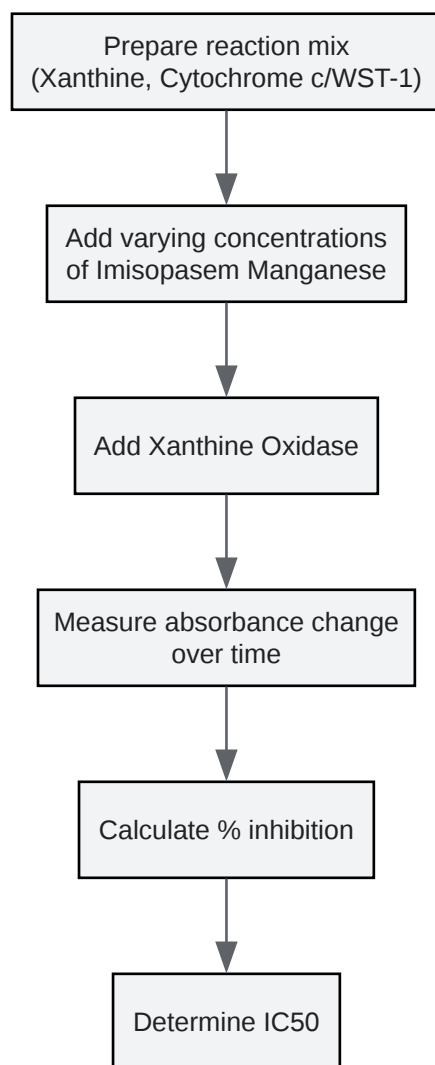 Prepare reaction mix
(Xanthine, Cytochrome c/WST-1)
Add varying concentrations
of Imisopasem Manganese
Add Xanthine Oxidase
Measure absorbance change
over time
Calculate % inhibition
Determine IC50